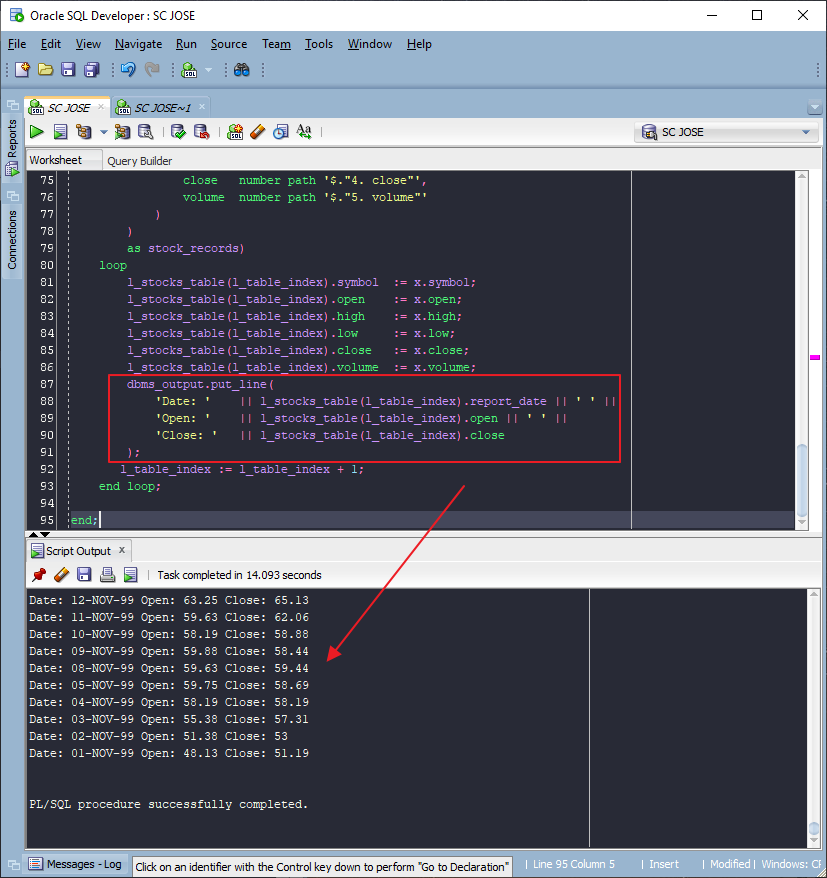 Oracle SQL Developer : SC JOSE
File Edit View Navigate Run Source Team Tools Window Help
SC JOSE SC JOSE~1
SC JOSE
Reports
Connections
Worksheet Query Builder
75 close number path '$."4. close"',
76 volume number path '$."5. volume"'
77 )
78 )
79 as stock_records)
80 loop
81 l_stocks_table(l_table_index).symbol := x.symbol;
82 l_stocks_table(l_table_index).open := x.open;
83 l_stocks_table(l_table_index).high := x.high;
84 l_stocks_table(l_table_index).low := x.low;
85 l_stocks_table(l_table_index).close := x.close;
86 l_stocks_table(l_table_index).volume := x.volume;
87 dbms_output.put_line(
88 'Date: ' || l_stocks_table(l_table_index).report_date || ' ' ||
89 'Open: ' || l_stocks_table(l_table_index).open || ' ' ||
90 'Close: ' || l_stocks_table(l_table_index).close
91 );
92 l_table_index := l_table_index + 1;
93 end loop;
94
95 end;
Script Output
Task completed in 14.093 seconds
Date: 12-NOV-99 Open: 63.25 Close: 65.13
Date: 11-NOV-99 Open: 59.63 Close: 62.06
Date: 10-NOV-99 Open: 58.19 Close: 58.88
Date: 09-NOV-99 Open: 59.88 Close: 58.44
Date: 08-NOV-99 Open: 59.63 Close: 59.44
Date: 05-NOV-99 Open: 59.75 Close: 58.69
Date: 04-NOV-99 Open: 58.19 Close: 58.19
Date: 03-NOV-99 Open: 55.38 Close: 57.31
Date: 02-NOV-99 Open: 51.38 Close: 53
Date: 01-NOV-99 Open: 48.13 Close: 51.19
PL/SQL procedure successfully completed.
Messages - Log Click on an identifier with the Control key down to perform "Go to Declaration" | Line 95 Column 5 | Insert | Modified | Windows: